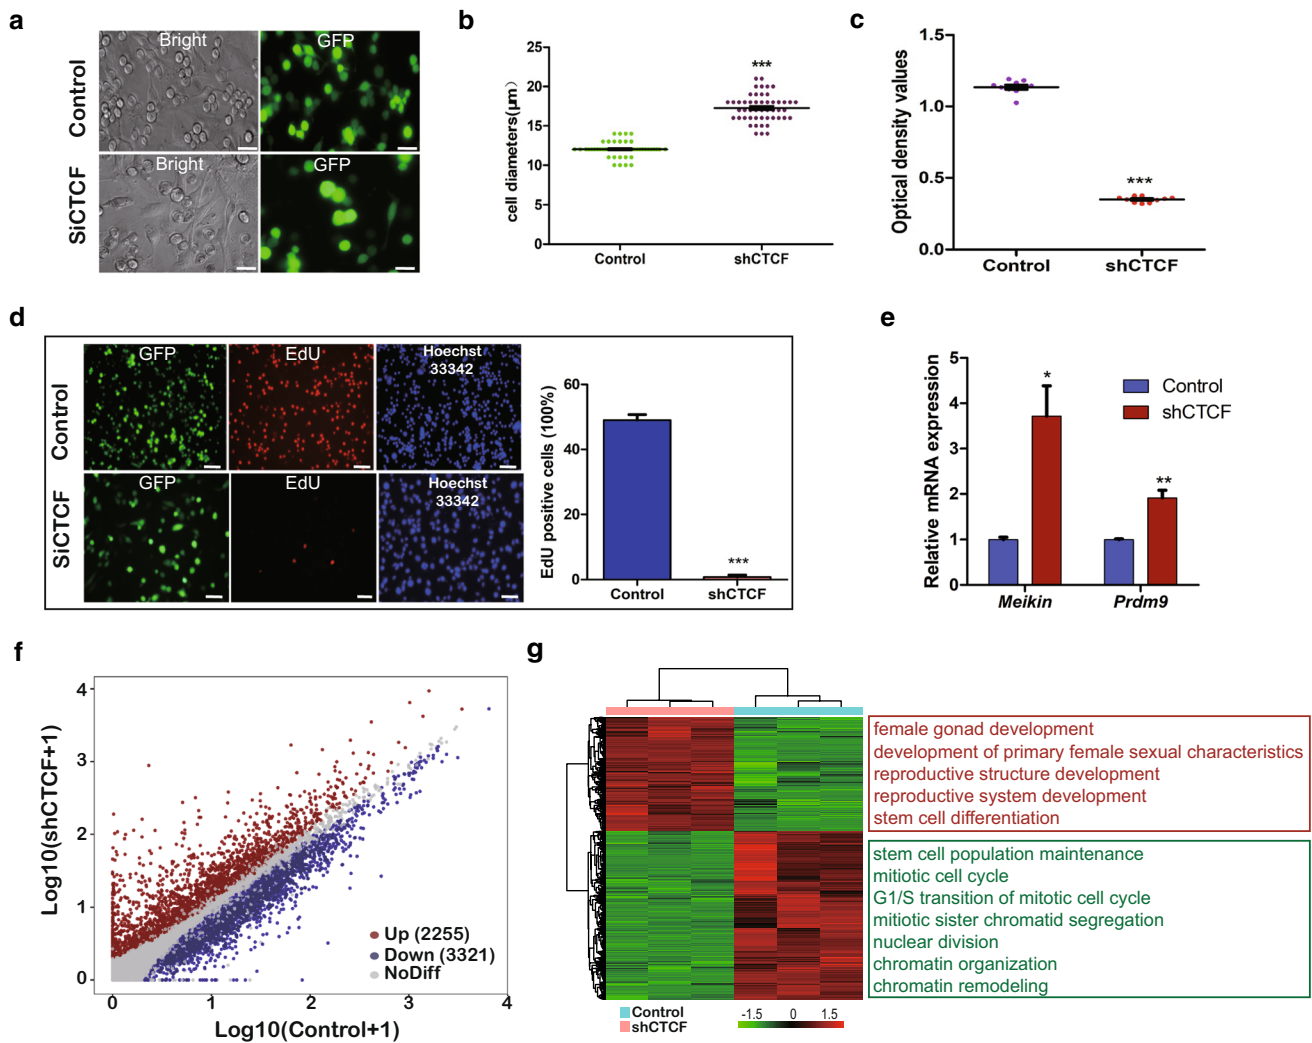 a
Bright
GFP
Control
Bright
GFP
SiCTCF
b
cell diameters(μm)
25
20
15
10
5
0
***
Control
shCTCF
c
Optical density values
1.5
1.0
0.5
0.0
***
Control
shCTCF
d
GFP
EdU
Hoechst
33342
Control
GFP
EdU
Hoechst
33342
SiCTCF
EdU positive cells (100%)
60
40
20
0
***
Control
shCTCF
e
Relative mRNA expression
5
4
3
2
1
0
*
**
Control
shCTCF
Meikin
Prdm9
f
Log10(shCTCF+1)
4
3
2
1
0
Up (2255)
Down (3321)
NoDiff
0
1
2
3
4
Log10(Control+1)
g
female gonad development
development of primary female sexual characteristics
reproductive structure development
reproductive system development
stem cell differentiation
stem cell population maintenance
mitiotic cell cycle
G1/S transition of mitotic cell cycle
mitiotic sister chromatid segregation
nuclear division
chromatin organization
chromatin remodeling
Control
shCTCF
-1.5
0
1.5